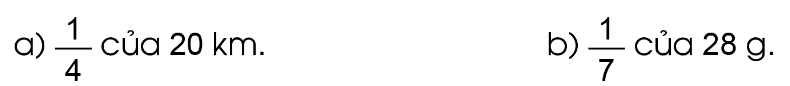 a) 1/4 của 20 km. b) 1/7 của 28 g.